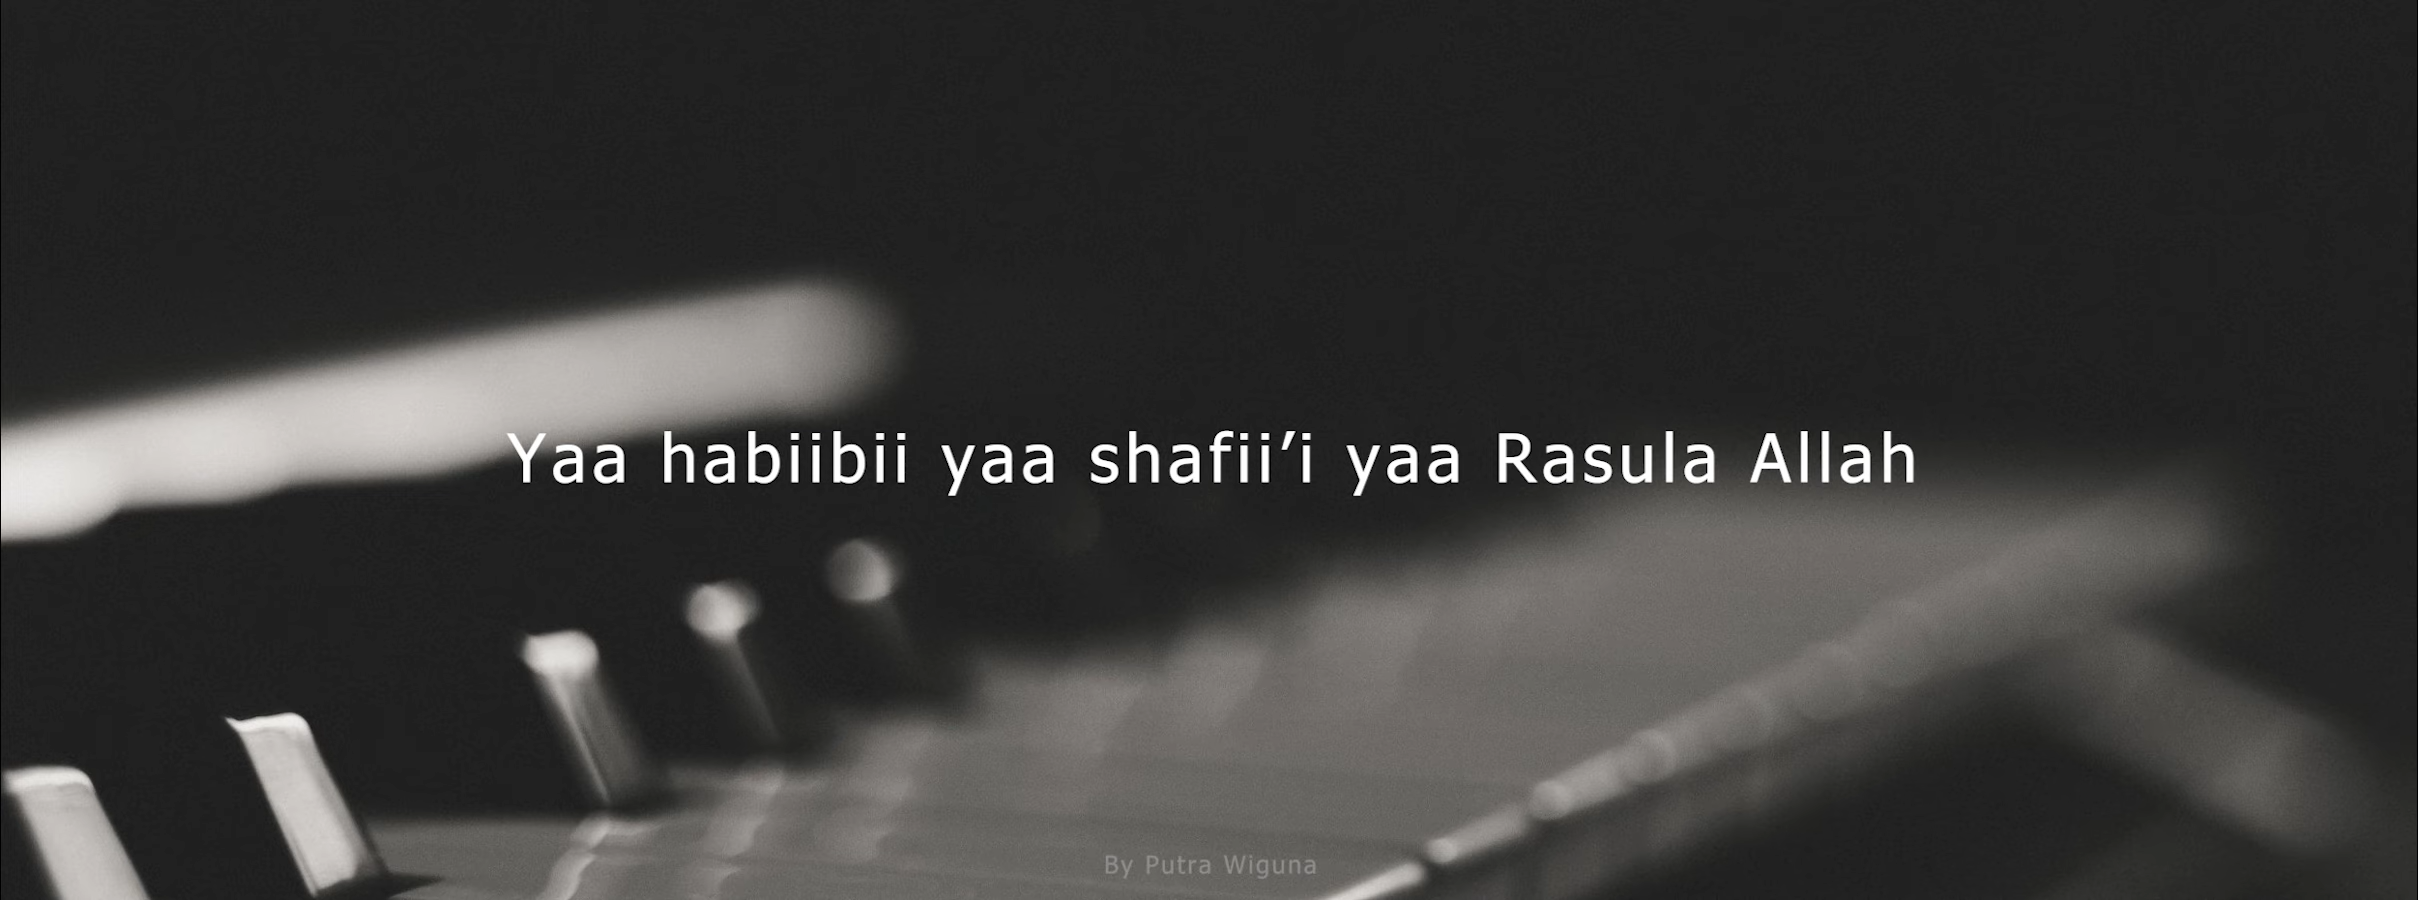 Yaa habiibii yaa shafii’i yaa Rasula Allah
By Putra Wiguna